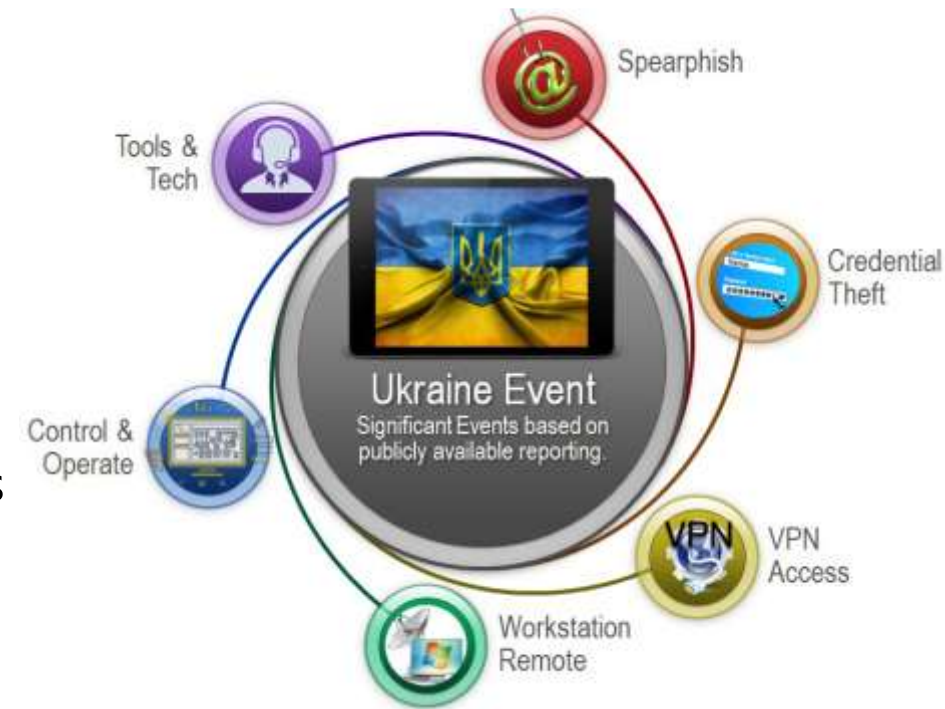 Spearphish
Tools &
Tech
Credential
Theft
Ukraine Event
Significant Events based on
publicly available reporting.
Control &
Operate
s
VPN
VPN
Access
Workstation
Remote